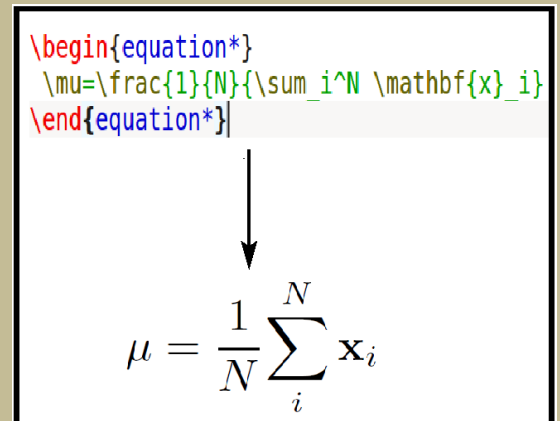 \begin{equation*}
\mu=\frac{1}{N}{\sum_i^N \mathbf{x}_i}
\end{equation*}
μ = 1/N ∑_i^N 𝐱_i